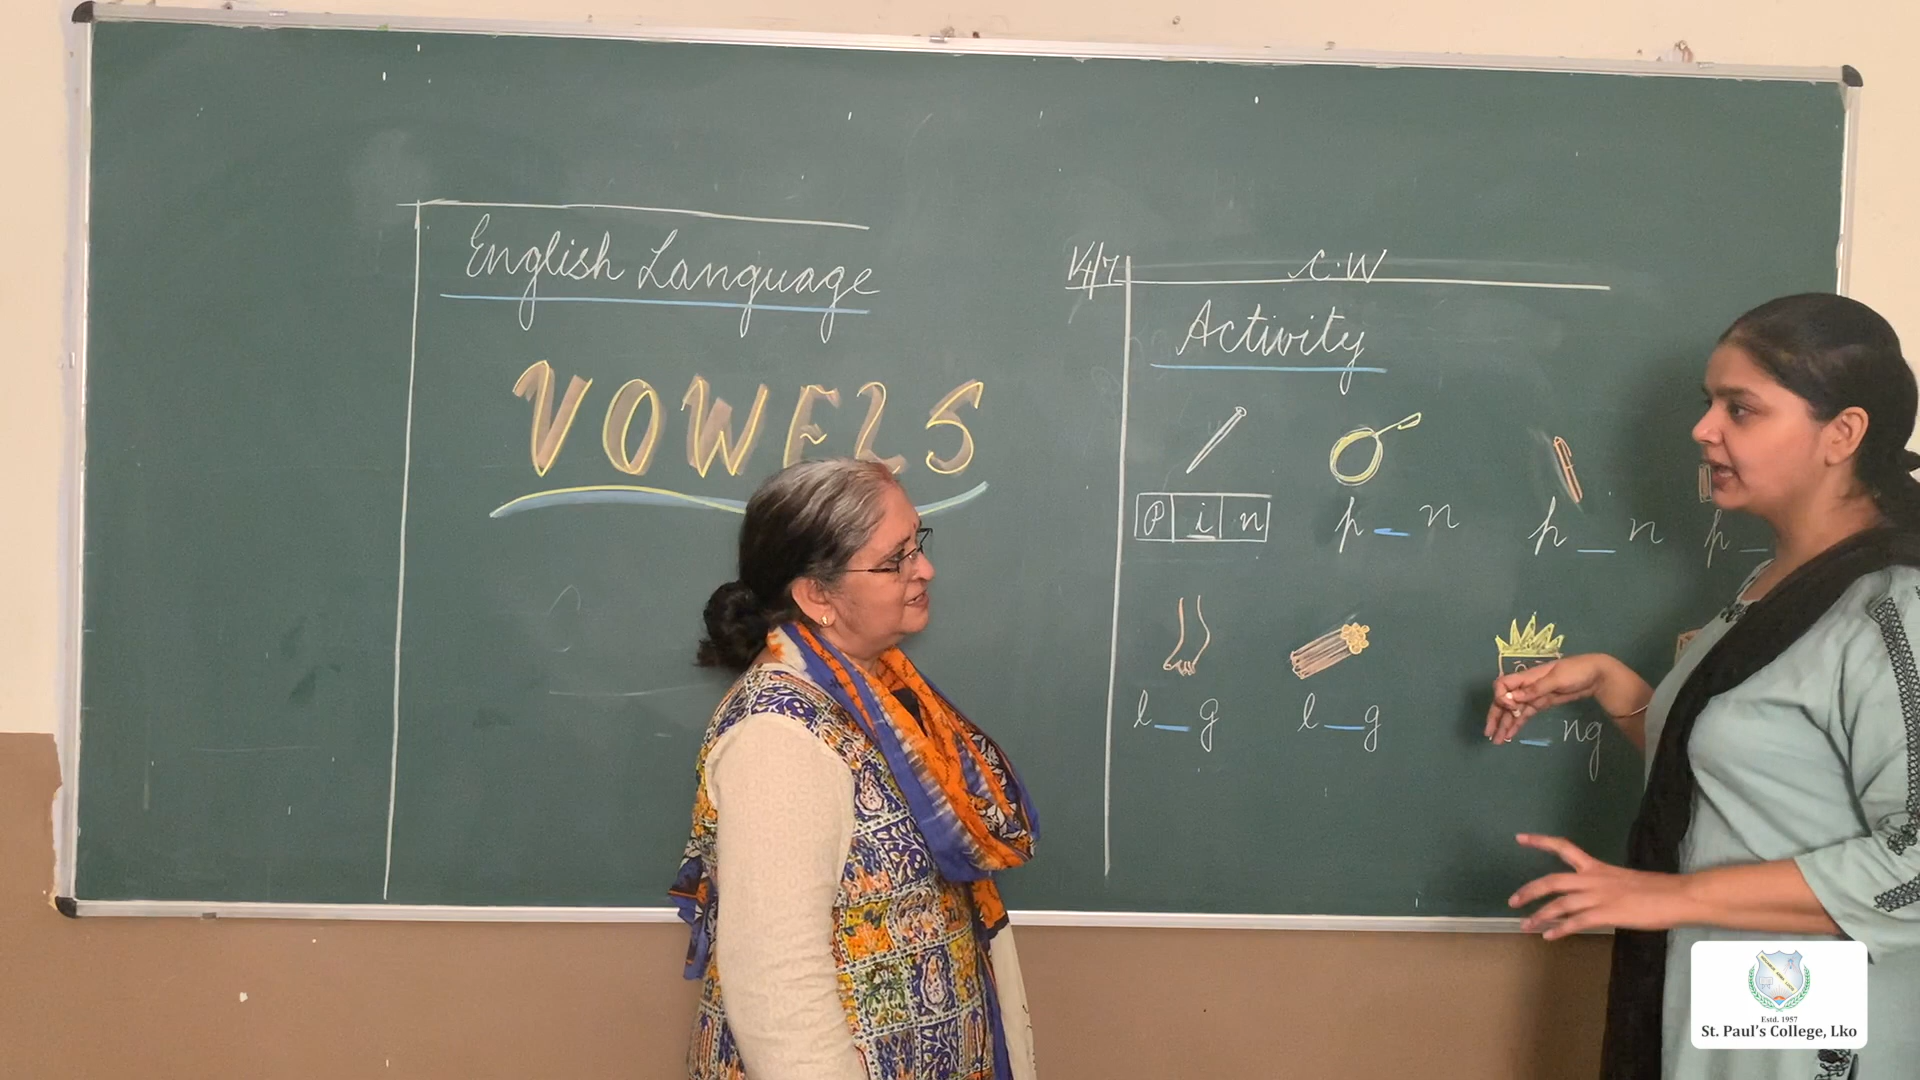 English Language
VOWELS
14/7 C.W
Activity
P i n p _ n p _ n p _
l _ g l _ g _ ng
Estd. 1957
St. Paul's College, Lko